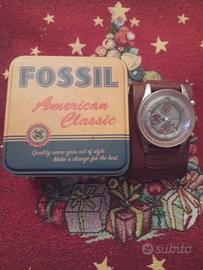 FOSSIL
American
Classic
Quality never goes out of style.
Make a change for the best.
subito